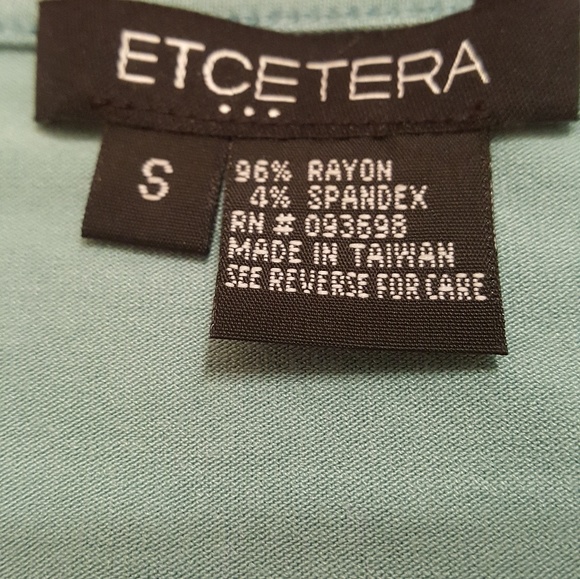 ETCETERA
...
S
96% RAYON
4% SPANDEX
RN # 093698
MADE IN TAIWAN
SEE REVERSE FOR CARE